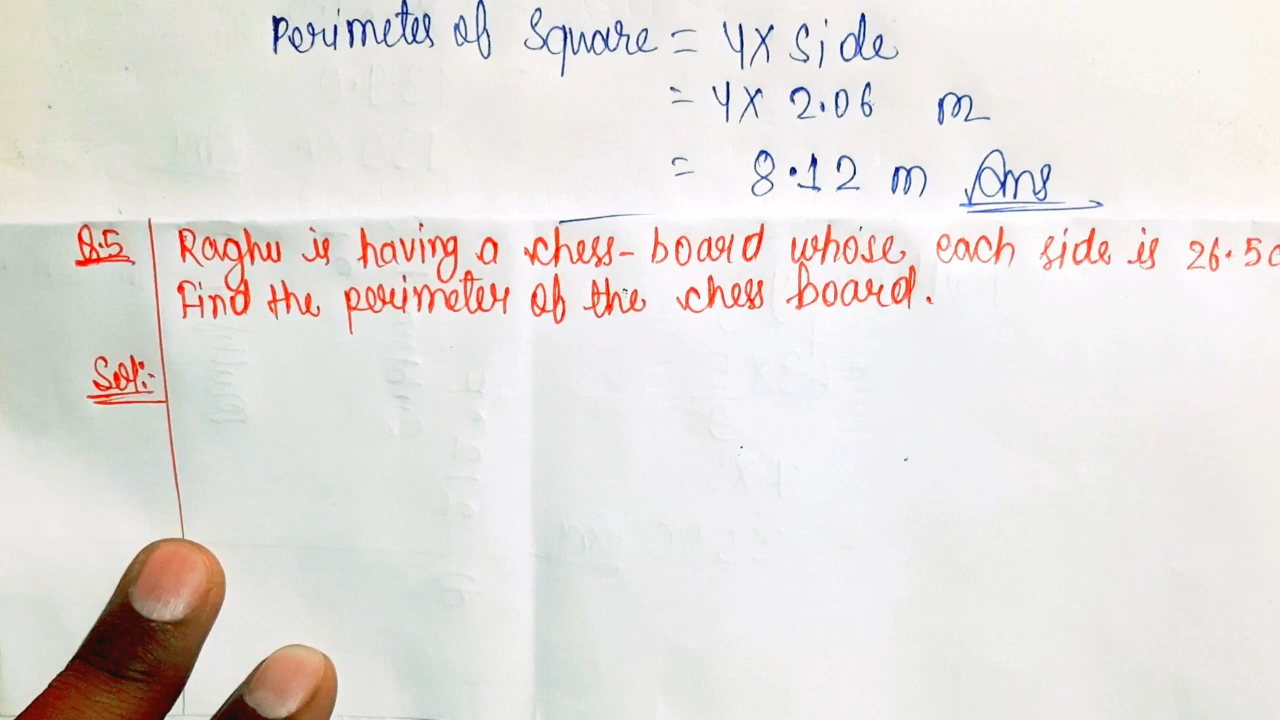 Perimeter of Square = 4 X Side
= 4 X 2.06 m
= 8.12 m Ans
Q.5 Raghu is having a chess-board whose each side is 26.50
Find the perimeter of the chess board.
Sol:-